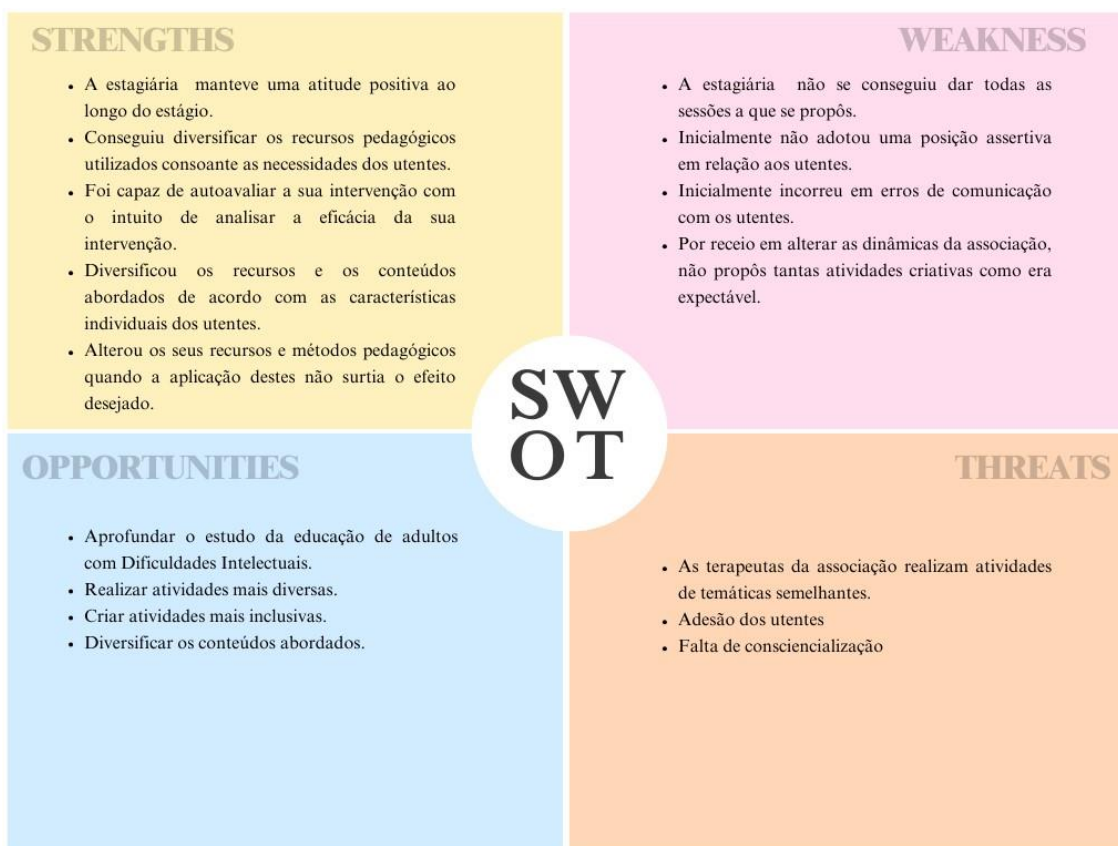 STRENGTHS
• A estagiária manteve uma atitude positiva ao
longo do estágio.
• Conseguiu diversificar os recursos pedagógicos
utilizados consoante as necessidades dos utentes.
• Foi capaz de autoavaliar a sua intervenção com
o intuito de analisar a eficácia da sua
intervenção.
• Diversificou os recursos e os conteúdos
abordados de acordo com as características
individuais dos utentes.
• Alterou os seus recursos e métodos pedagógicos
quando a aplicação destes não surtia o efeito
desejado.
WEAKNESS
• A estagiária não se conseguiu dar todas as
sessões a que se propôs.
• Inicialmente não adotou uma posição assertiva
em relação aos utentes.
• Inicialmente incorreu em erros de comunicação
com os utentes.
• Por receio em alterar as dinâmicas da associação,
não propôs tantas atividades criativas como era
expectável.
SW
OT
OPPORTUNITIES
• Aprofundar o estudo da educação de adultos
com Dificuldades Intelectuais.
• Realizar atividades mais diversas.
• Criar atividades mais inclusivas.
• Diversificar os conteúdos abordados.
THREATS
• As terapeutas da associação realizam atividades
de temáticas semelhantes.
• Adesão dos utentes
• Falta de consciencialização